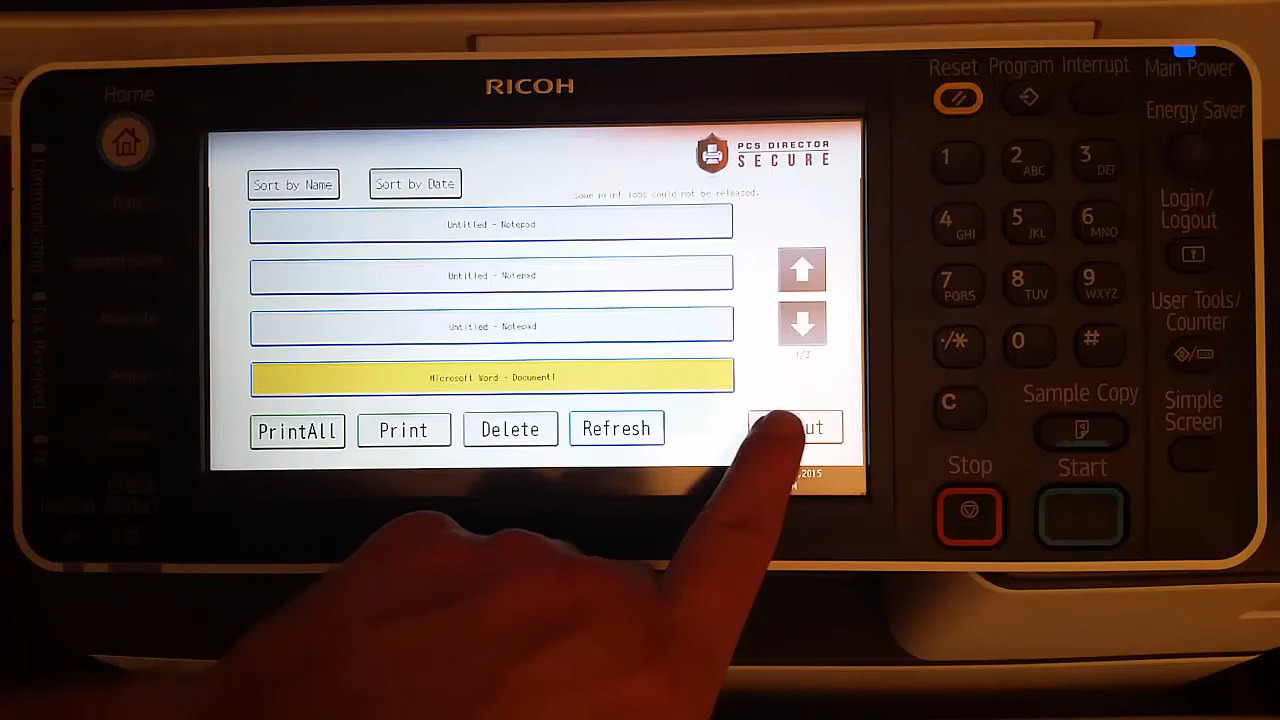 Home
RICOH
Reset
Program
Interrupt
Main Power
Energy Saver
PCS DIRECTOR
SECURE
Sort by Name
Sort by Date
Some print jobs could not be released.
Untitled - Notepad
Untitled - Notepad
Untitled - Notepad
Microsoft Word - Document1
PrintAll
Print
Delete
Refresh
,2015
1
2 ABC
3 DEF
4 GHI
5 JKL
6 MNO
7 PQRS
8 TUV
9 WXYZ
·/*
0
#
C
Login/
Logout
User Tools/
Counter
Simple
Screen
Sample Copy
Stop
Start